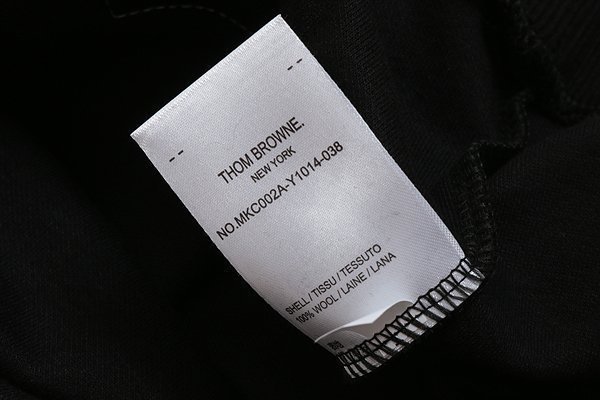 THOM BROWNE.
NEW YORK
NO.MKC002A-Y1014-038
SHELL / TISSU / TESSUTO
100% WOOL / LAINE / LANA